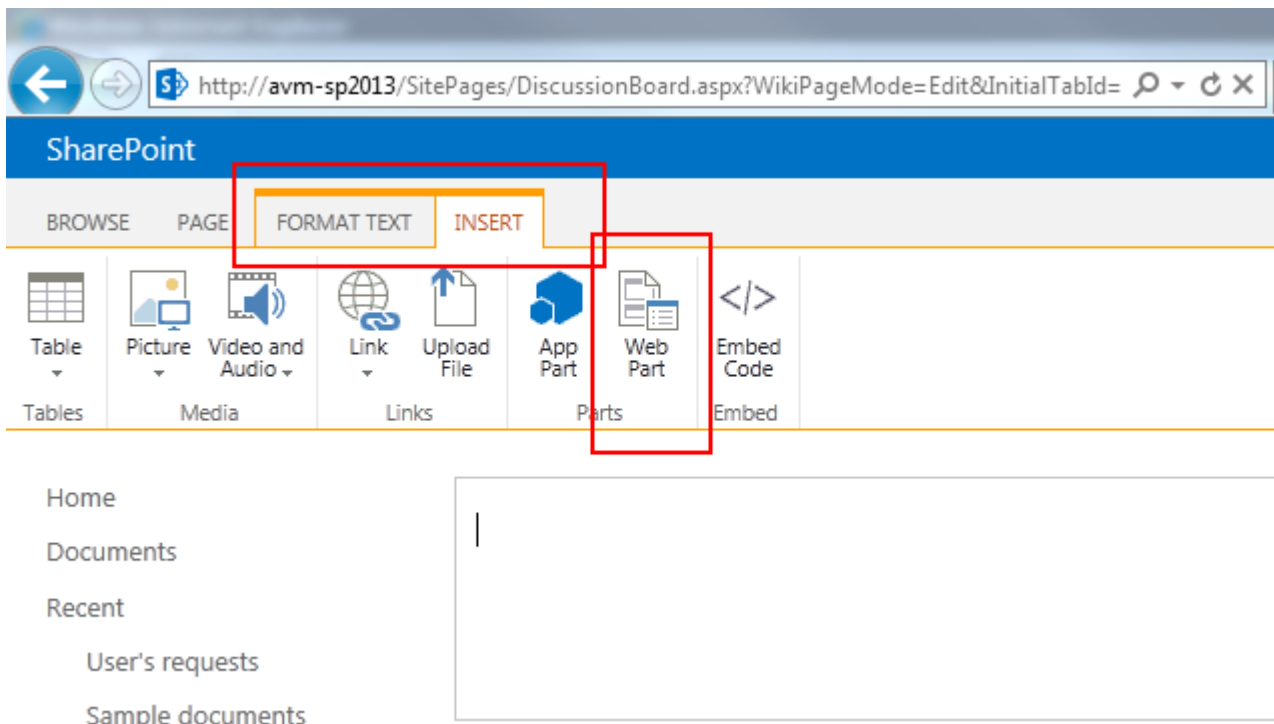 http://avm-sp2013/SitePages/DiscussionBoard.aspx?WikiPageMode=Edit&InitialTabId=
SharePoint
BROWSE PAGE FORMAT TEXT INSERT
Table Picture Video and Audio Link Upload File App Part Web Part </> Embed Code
Tables Media Links Parts Embed
Home
Documents
Recent
User's requests
Sample documents